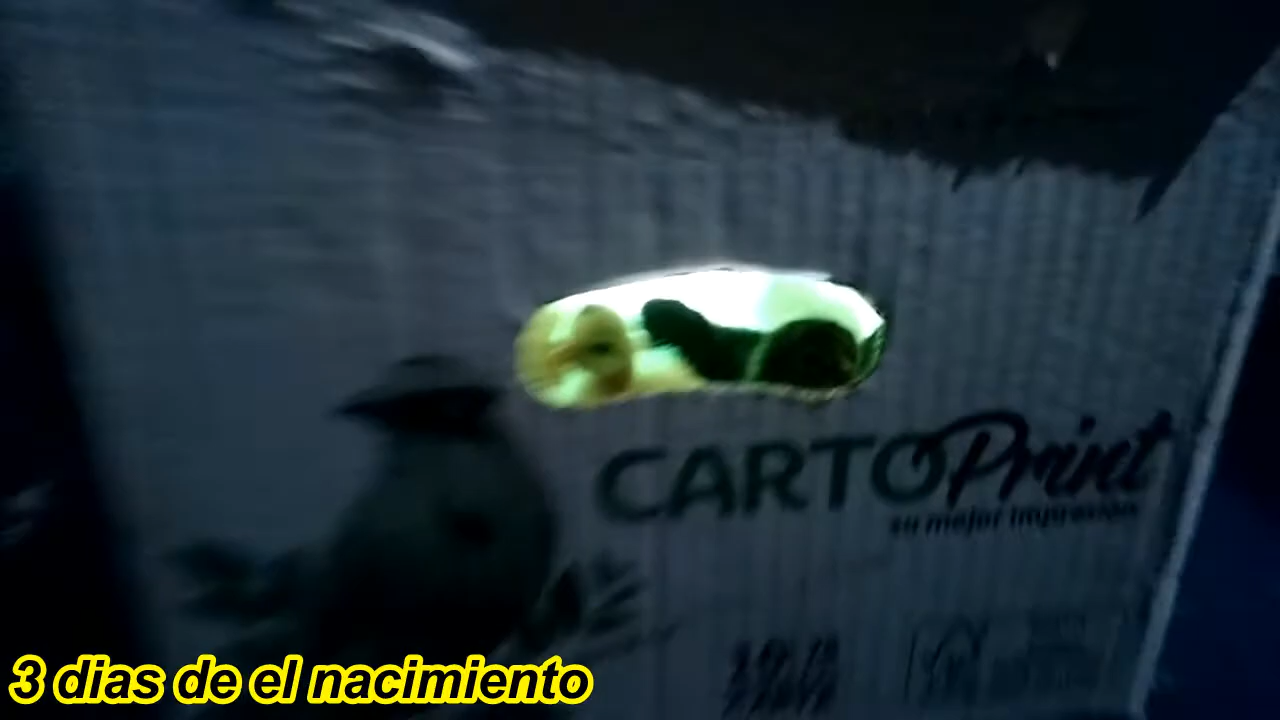 CARTOPrint
su mejor impresión
3 dias de el nacimiento